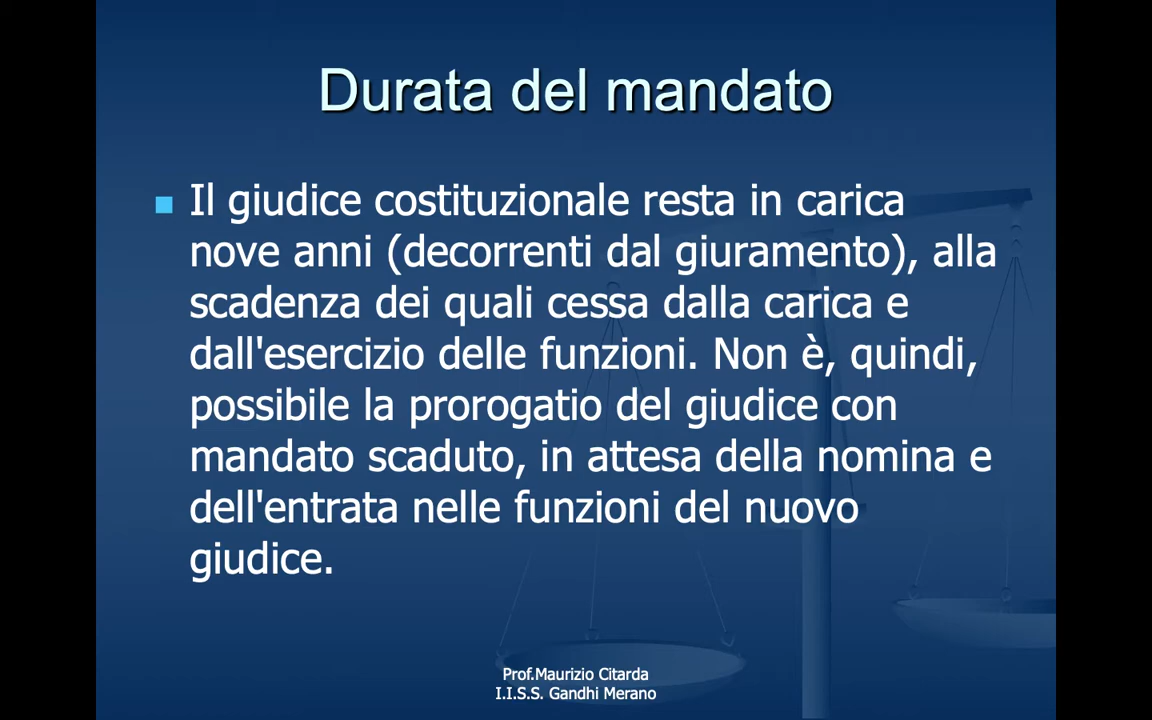 Durata del mandato
Il giudice costituzionale resta in carica
nove anni (decorrenti dal giuramento), alla
scadenza dei quali cessa dalla carica e
dall'esercizio delle funzioni. Non è, quindi,
possibile la prorogatio del giudice con
mandato scaduto, in attesa della nomina e
dell'entrata nelle funzioni del nuovo
giudice.
Prof.Maurizio Citarda
I.I.S.S. Gandhi Merano